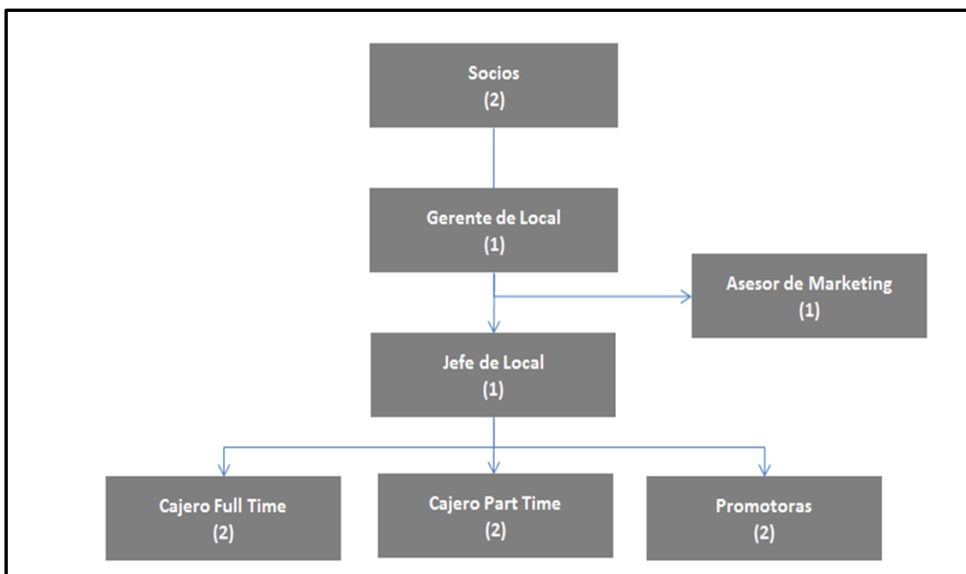 Socios
(2)
Gerente de Local
(1)
Asesor de Marketing
(1)
Jefe de Local
(1)
Cajero Full Time
(2)
Cajero Part Time
(2)
Promotoras
(2)